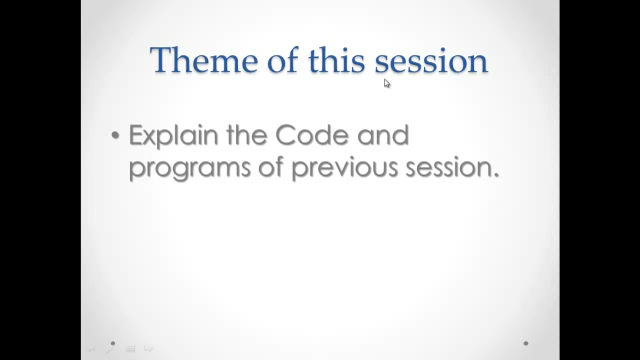 Theme of this session
• Explain the Code and
programs of previous session.